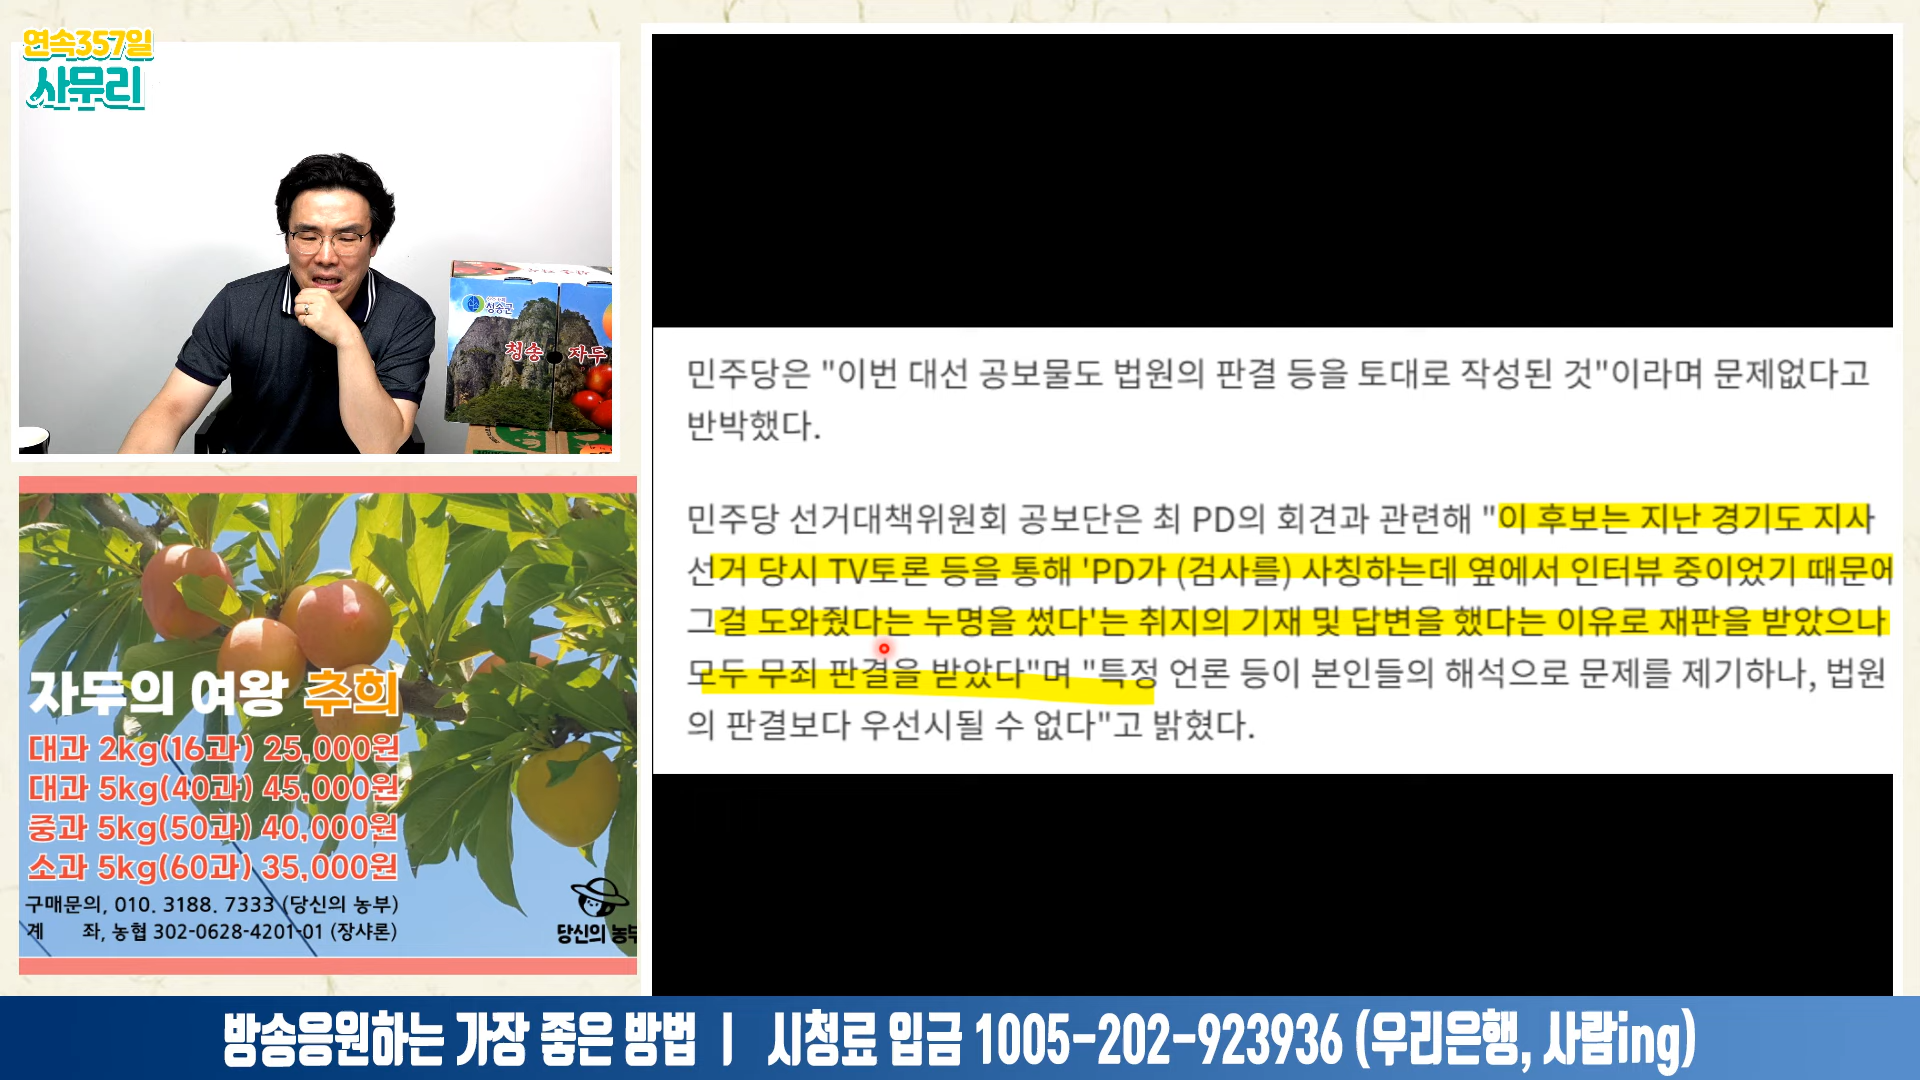 연속357일
사무리
청송군
청송 자두
자두의 여왕 추희
대과 2kg(16과) 25,000원
대과 5kg(40과) 45,000원
중과 5kg(50과) 40,000원
소과 5kg(60과) 35,000원
구매문의, 010. 3188. 7333 (당신의 농부)
계 좌, 농협 302-0628-4201-01 (장샤론)
당신의 농부
민주당은 "이번 대선 공보물도 법원의 판결 등을 토대로 작성된 것"이라며 문제없다고
반박했다.
민주당 선거대책위원회 공보단은 최 PD의 회견과 관련해 "이 후보는 지난 경기도 지사
선거 당시 TV토론 등을 통해 'PD가 (검사를) 사칭하는데 옆에서 인터뷰 중이었기 때문에
그걸 도와줬다는 누명을 썼다'는 취지의 기재 및 답변을 했다는 이유로 재판을 받았으나
모두 무죄 판결을 받았다"며 "특정 언론 등이 본인들의 해석으로 문제를 제기하나, 법원
의 판결보다 우선시될 수 없다"고 밝혔다.
방송응원하는 가장 좋은 방법 | 시청료 입금 1005-202-923936 (우리은행, 사람ing)